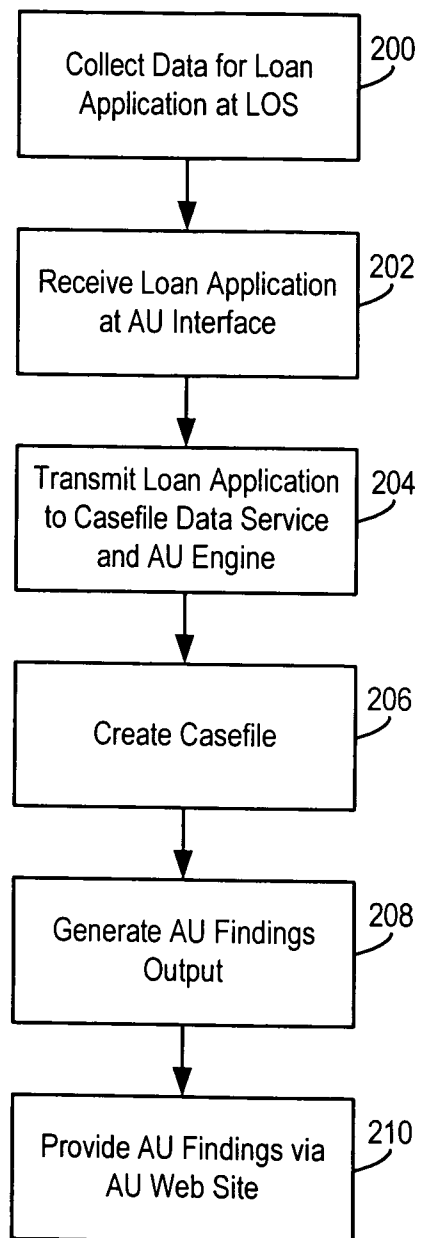 Collect Data for Loan
Application at LOS
200
Receive Loan Application
at AU Interface
202
Transmit Loan Application
to Casefile Data Service
and AU Engine
204
Create Casefile
206
Generate AU Findings
Output
208
Provide AU Findings via
AU Web Site
210